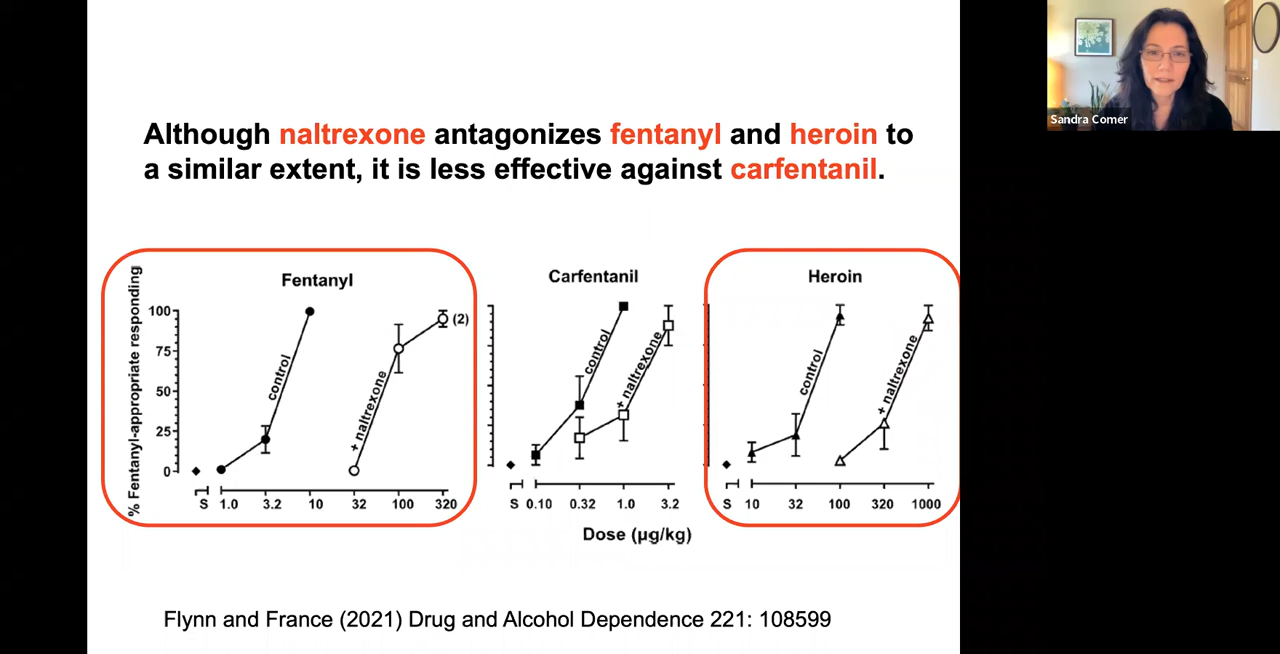 Sandra Comer
Although naltrexone antagonizes fentanyl and heroin to
a similar extent, it is less effective against carfentanil.
Fentanyl
% Fentanyl-appropriate responding
100
75
50
25
0
control
+ naltrexone
(2)
S 1.0 3.2 10 32 100 320
Carfentanil
control
+ naltrexone
S 0.10 0.32 1.0 3.2
Heroin
control
+ naltrexone
S 10 32 100 320 1000
Dose (µg/kg)
Flynn and France (2021) Drug and Alcohol Dependence 221: 108599